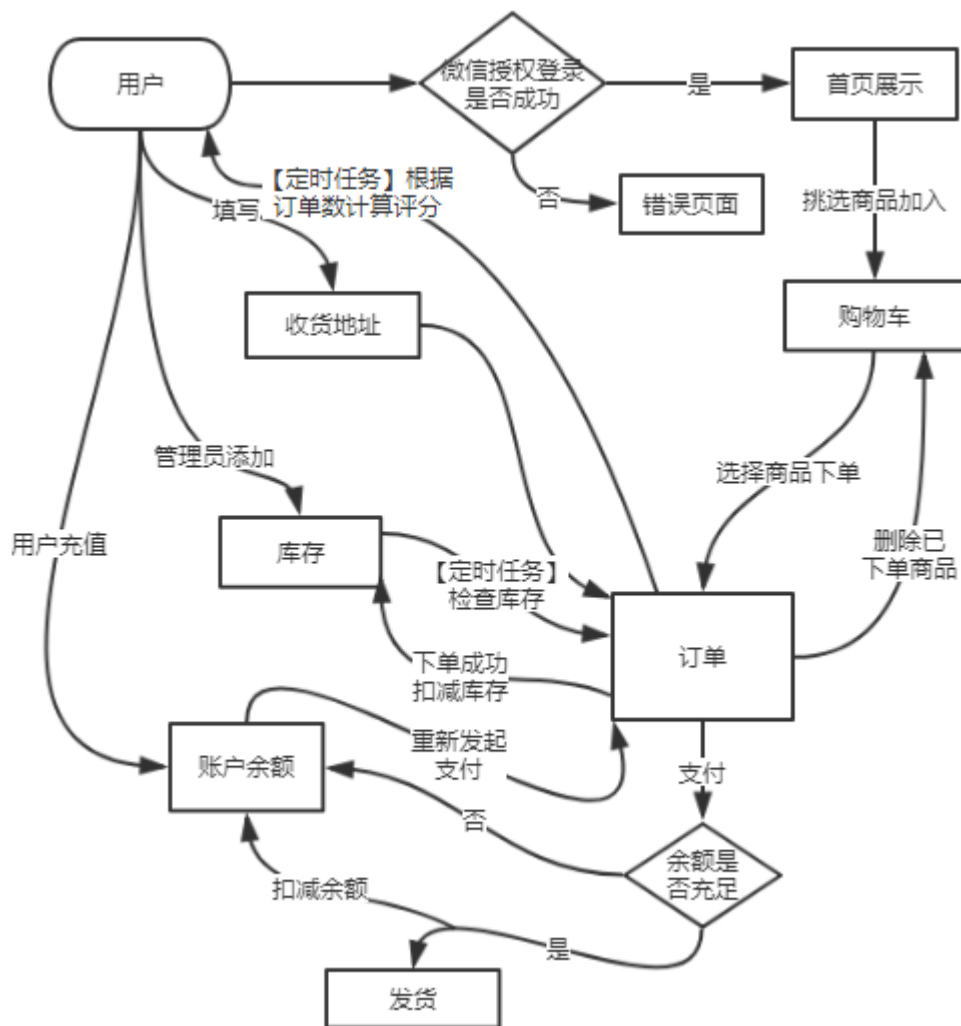 用户
微信授权登录
是否成功
是
首页展示
【定时任务】根据
订单数计算评分
填写
否
错误页面
挑选商品加入
收货地址
购物车
管理员添加
选择商品下单
用户充值
库存
删除已
下单商品
【定时任务】
检查库存
订单
下单成功
扣减库存
重新发起
支付
账户余额
支付
否
余额是
否充足
扣减余额
是
发货